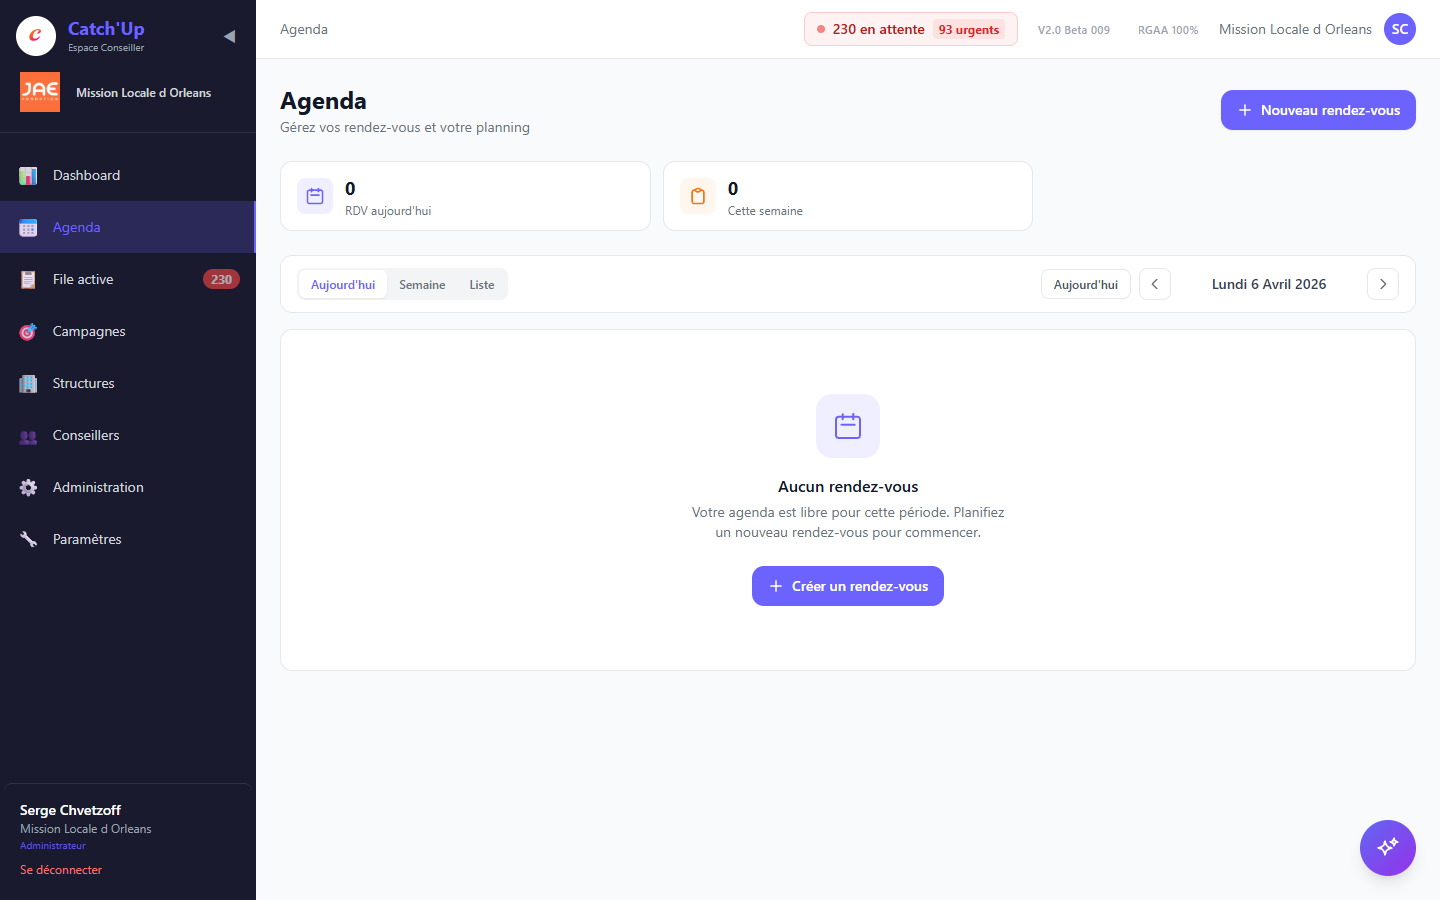 Catch'Up
Espace Conseiller
JAE
Mission Locale d Orleans
Dashboard
Agenda
File active
230
Campagnes
Structures
Conseillers
Administration
Paramètres
Serge Chvetzoff
Mission Locale d Orleans
Administrateur
Se déconnecter
Agenda
230 en attente 93 urgents
V2.0 Beta 009
RGAA 100%
Mission Locale d Orleans
SC
Agenda
Gérez vos rendez-vous et votre planning
Nouveau rendez-vous
0
RDV aujourd'hui
0
Cette semaine
Aujourd'hui
Semaine
Liste
Aujourd'hui
Lundi 6 Avril 2026
Aucun rendez-vous
Votre agenda est libre pour cette période. Planifiez
un nouveau rendez-vous pour commencer.
Créer un rendez-vous